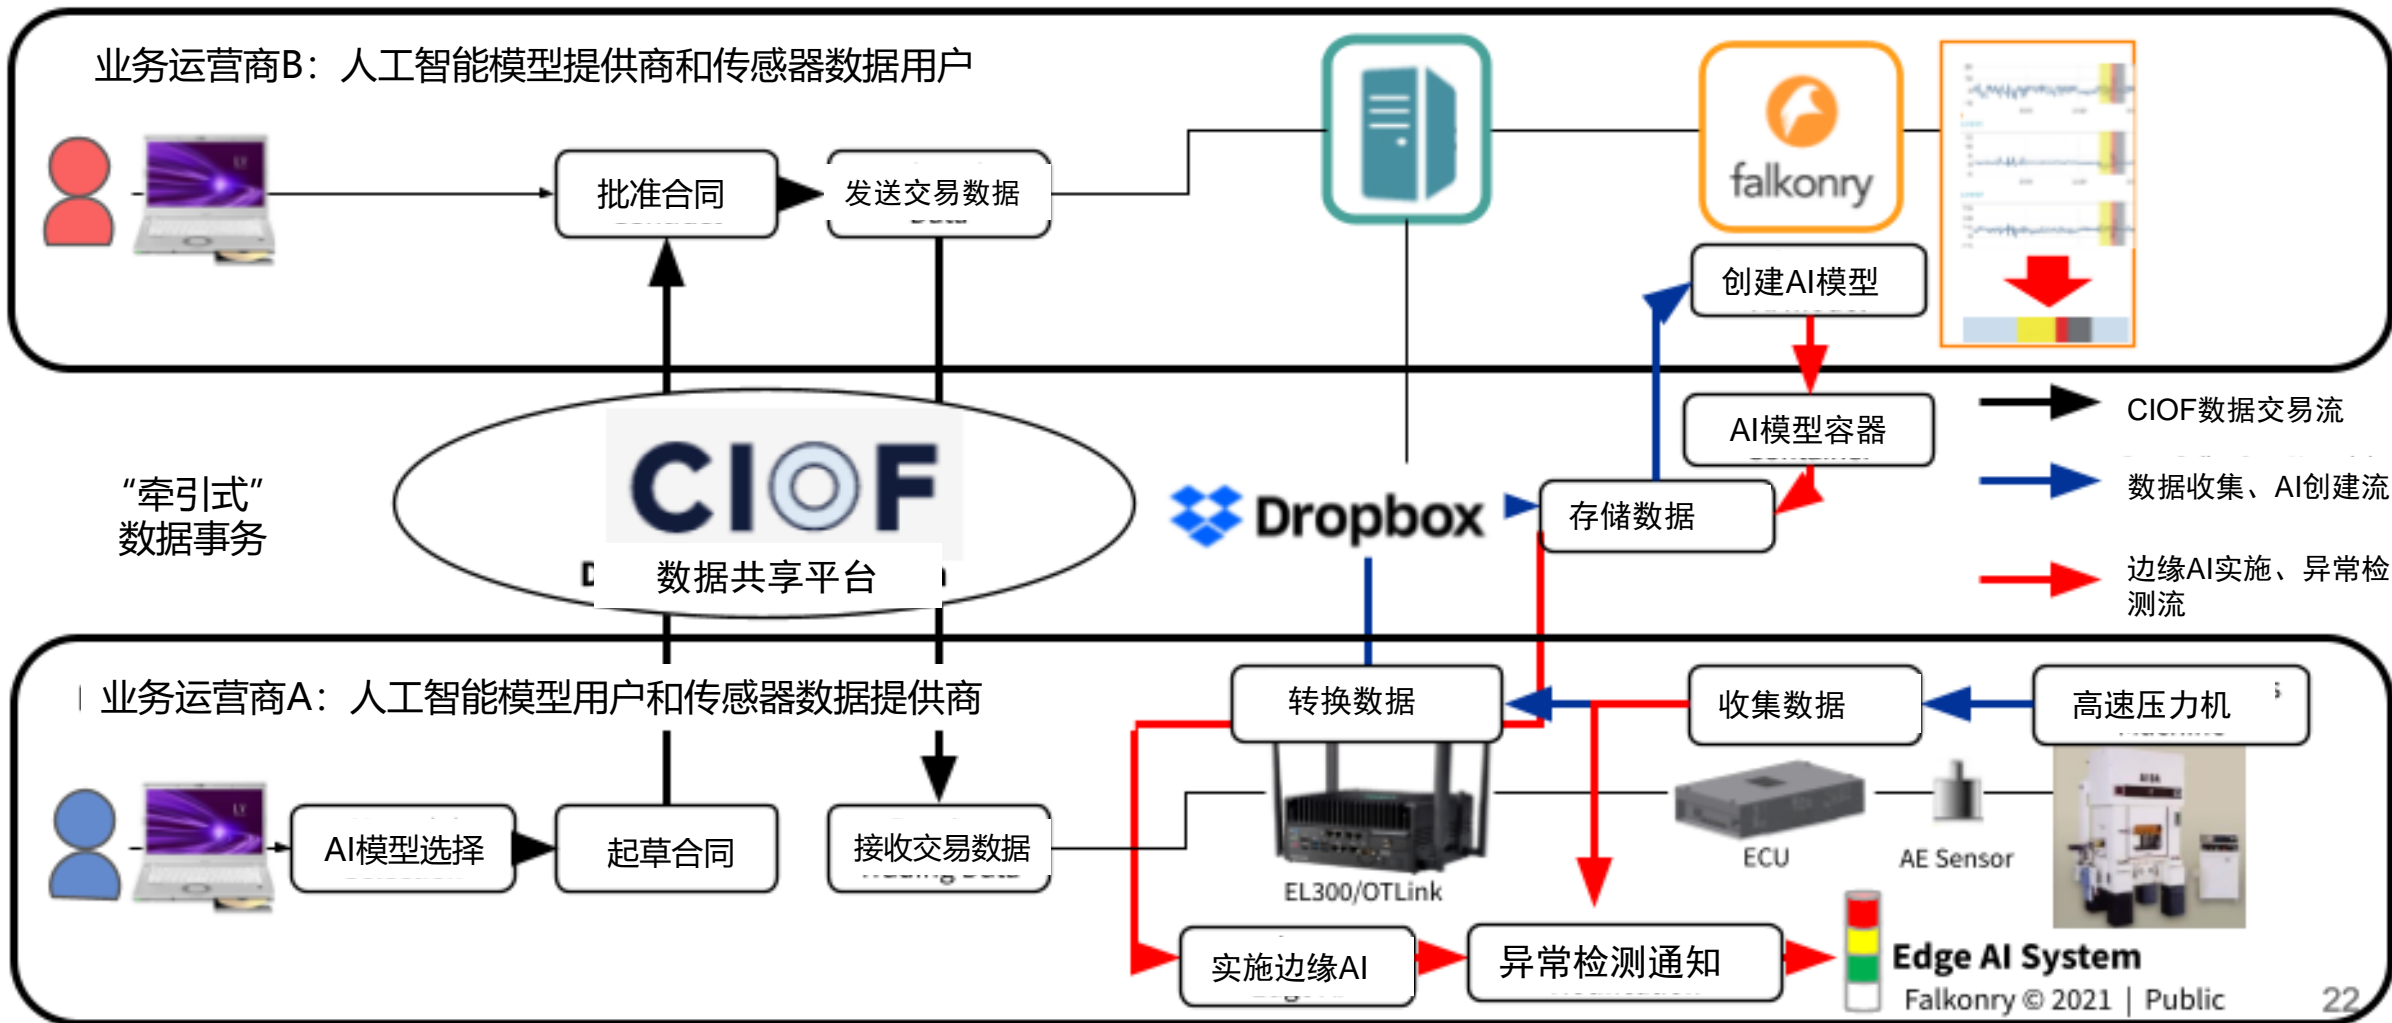 业务运营商B：人工智能模型提供商和传感器数据用户
批准合同
发送交易数据
falkonry
创建AI模型
AI模型容器
CIOF数据交易流
数据收集、AI创建流
边缘AI实施、异常检
测流
“牵引式”
数据事务
CIOF
数据共享平台
Dropbox
存储数据
业务运营商A：人工智能模型用户和传感器数据提供商
转换数据
收集数据
高速压力机
AI模型选择
起草合同
接收交易数据
EL300/OTLink
ECU
AE Sensor
实施边缘AI
异常检测通知
Edge AI System
Falkonry © 2021 | Public
22